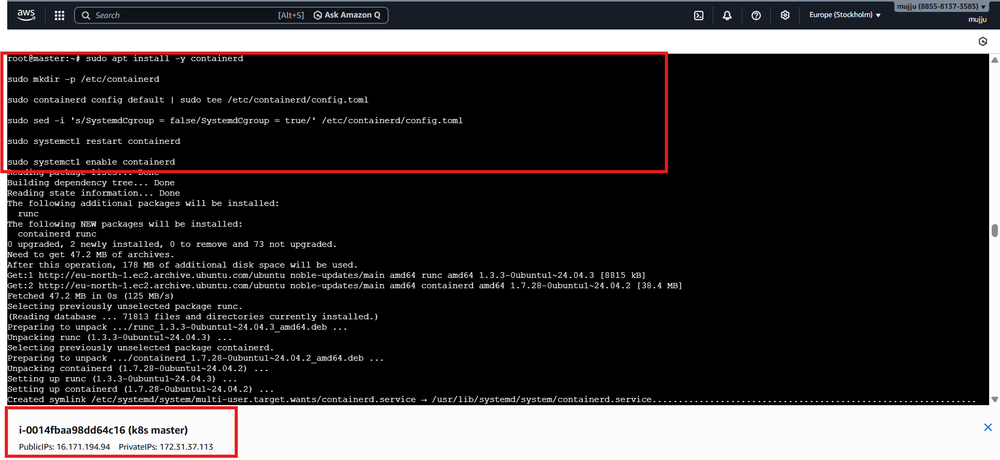 aws
Search [Alt+S] Ask Amazon Q
Europe (Stockholm)
mujju (8855-8137-3585)
mujju
root@master:~# sudo apt install -y containerd
sudo mkdir -p /etc/containerd
sudo containerd config default | sudo tee /etc/containerd/config.toml
sudo sed -i 's/SystemdCgroup = false/SystemdCgroup = true/' /etc/containerd/config.toml
sudo systemctl restart containerd
sudo systemctl enable containerd
Reading package lists... Done
Building dependency tree... Done
Reading state information... Done
The following additional packages will be installed:
runc
The following NEW packages will be installed:
containerd runc
0 upgraded, 2 newly installed, 0 to remove and 73 not upgraded.
Need to get 47.2 MB of archives.
After this operation, 178 MB of additional disk space will be used.
Get:1 http://eu-north-1.ec2.archive.ubuntu.com/ubuntu noble-updates/main amd64 runc amd64 1.3.3-0ubuntu1~24.04.3 [8815 kB]
Get:2 http://eu-north-1.ec2.archive.ubuntu.com/ubuntu noble-updates/main amd64 containerd amd64 1.7.28-0ubuntu1~24.04.2 [38.4 MB]
Fetched 47.2 MB in 0s (125 MB/s)
Selecting previously unselected package runc.
(Reading database ... 71813 files and directories currently installed.)
Preparing to unpack .../runc_1.3.3-0ubuntu1~24.04.3_amd64.deb ...
Unpacking runc (1.3.3-0ubuntu1~24.04.3) ...
Selecting previously unselected package containerd.
Preparing to unpack .../containerd_1.7.28-0ubuntu1~24.04.2_amd64.deb ...
Unpacking containerd (1.7.28-0ubuntu1~24.04.2) ...
Setting up runc (1.3.3-0ubuntu1~24.04.3) ...
Setting up containerd (1.7.28-0ubuntu1~24.04.2) ...
Created symlink /etc/systemd/system/multi-user.target.wants/containerd.service → /usr/lib/systemd/system/containerd.service..............................................................
i-0014fbaa98dd64c16 (k8s master)
PublicIPs: 16.171.194.94 PrivateIPs: 172.31.37.113